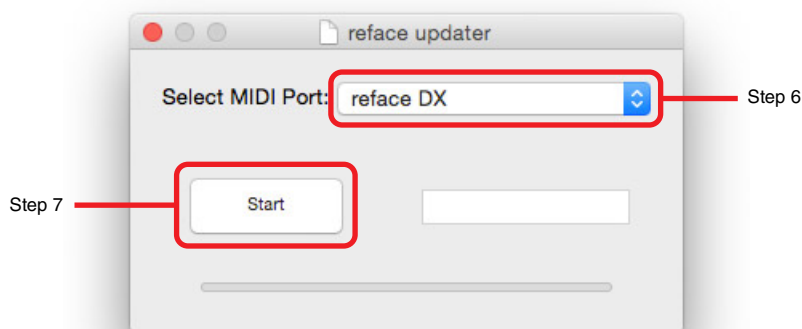 reface updater
Select MIDI Port: reface DX
Step 6
Step 7
Start